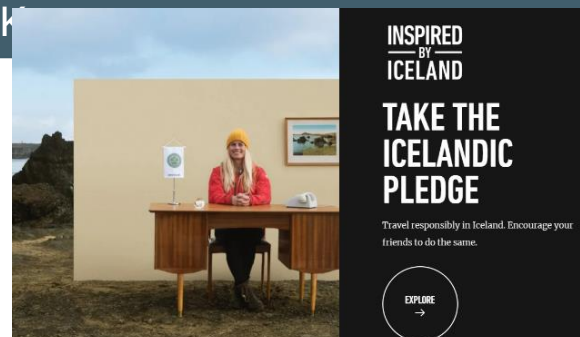 INSPIRED
BY
ICELAND
TAKE THE
ICELANDIC
PLEDGE
Travel responsibly in Iceland. Encourage your
friends to do the same.
EXPLORE